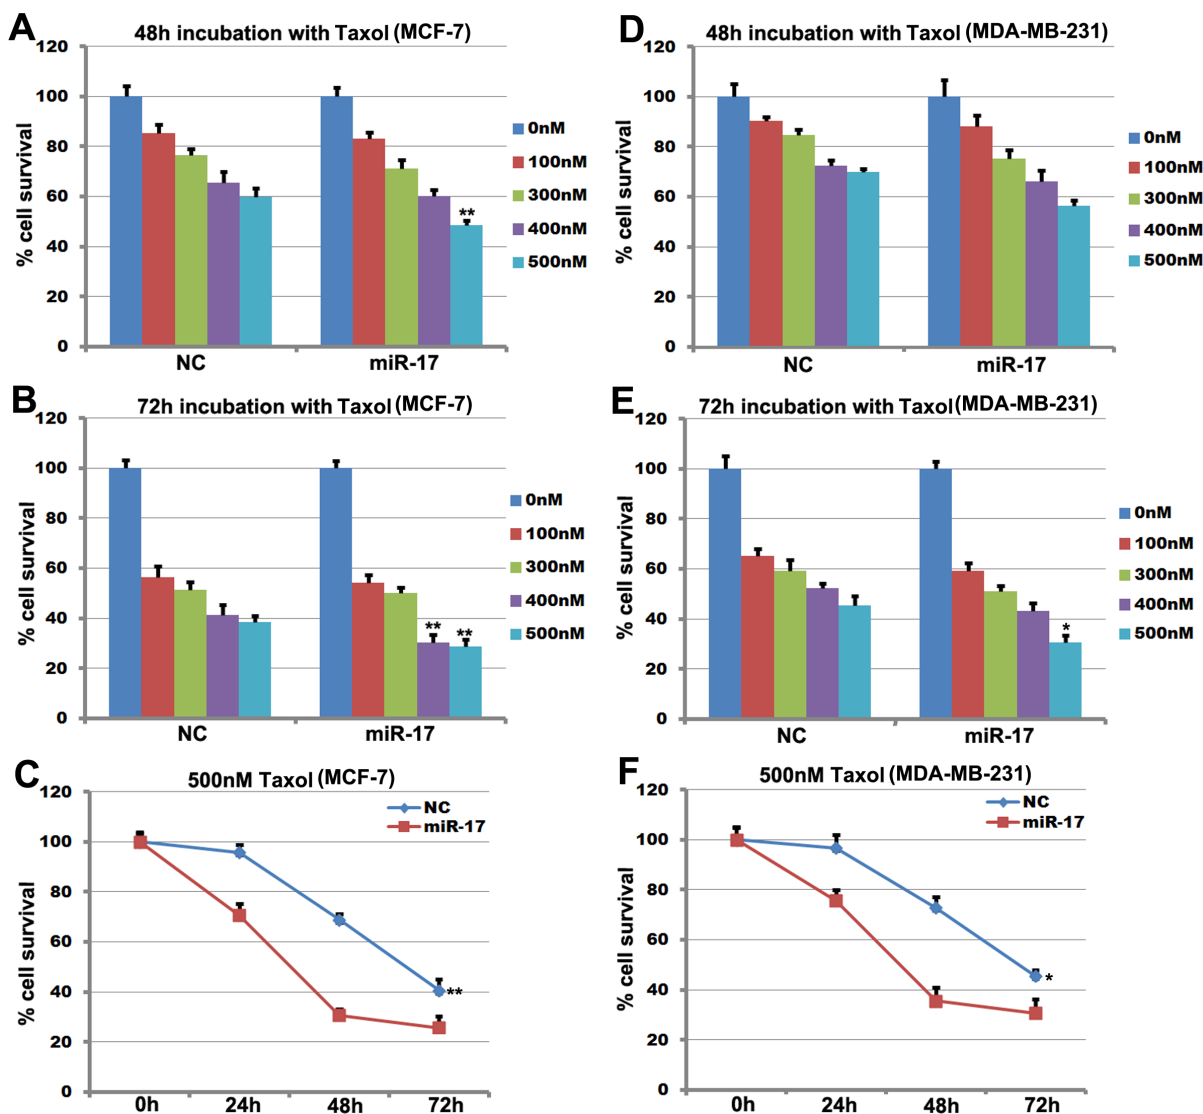 A
48h incubation with Taxol (MCF-7)
% cell survival
120
100
80
60
40
20
0
**
NC
miR-17
0nM
100nM
300nM
400nM
500nM
D
48h incubation with Taxol (MDA-MB-231)
% cell survival
120
100
80
60
40
20
0
NC
miR-17
0nM
100nM
300nM
400nM
500nM
B
72h incubation with Taxol (MCF-7)
% cell survival
120
100
80
60
40
20
0
**
**
NC
miR-17
0nM
100nM
300nM
400nM
500nM
E
72h incubation with Taxol (MDA-MB-231)
% cell survival
120
100
80
60
40
20
0
*
NC
miR-17
0nM
100nM
300nM
400nM
500nM
C
500nM Taxol (MCF-7)
% cell survival
120
100
80
60
40
20
0
NC
miR-17
**
0h
24h
48h
72h
F
500nM Taxol (MDA-MB-231)
% cell survival
120
100
80
60
40
20
0
NC
miR-17
*
0h
24h
48h
72h